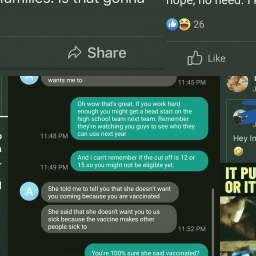 families. Is that gonna
nope, no need. I
Share
26
Like
wants me to
11:45 PM
Oh wow that's great. If you work hard
enough you might get a head start on the
high school team next team. Remember
they're watching you guys to see who they
can use next year
11:48 PM
And I can't remember if the cut off is 12 or
15 so you might not be eligible yet.
11:49 PM
A
She told me to tell you that she doesn't want
you coming because you are vaccinated
She said that she doesn't want you to us
sick because the vaccine makes other
people sick to
11:52 PM
You're 100% sure she said vaccinated?
Hey In
IT PU
OR IT